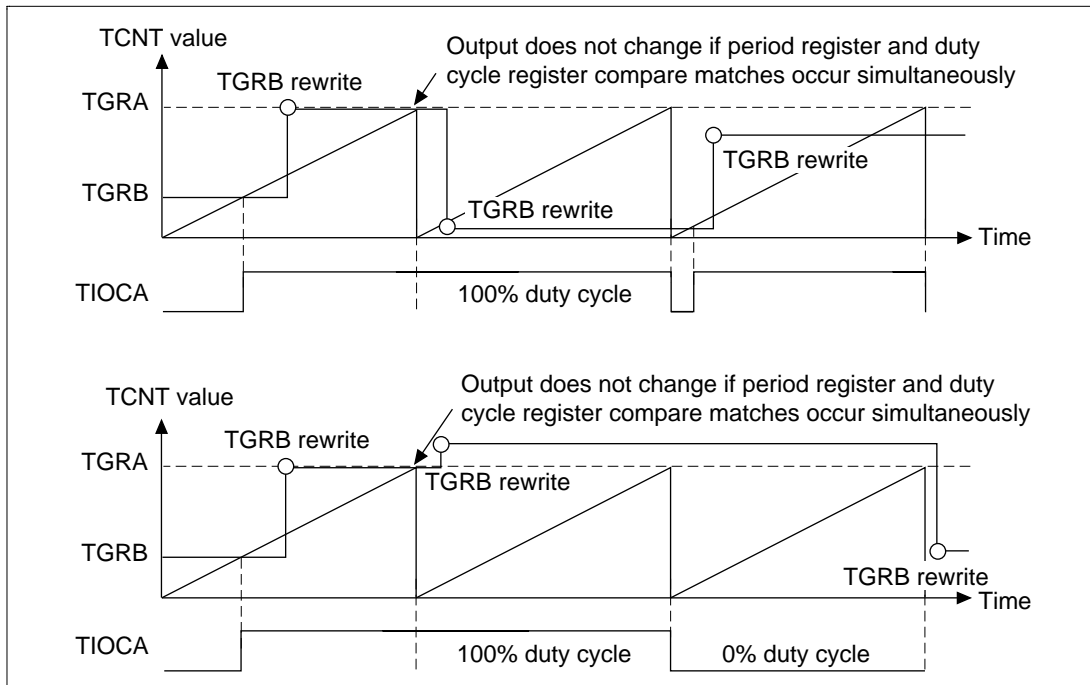 TCNT value
Output does not change if period register and duty
cycle register compare matches occur simultaneously
TGRB rewrite
TGRA
TGRB rewrite
TGRB
TGRB rewrite
Time
TIOCA
100% duty cycle
Output does not change if period register and duty
cycle register compare matches occur simultaneously
TCNT value
TGRB rewrite
TGRA
TGRB rewrite
TGRB
TGRB rewrite
Time
TIOCA
100% duty cycle
0% duty cycle